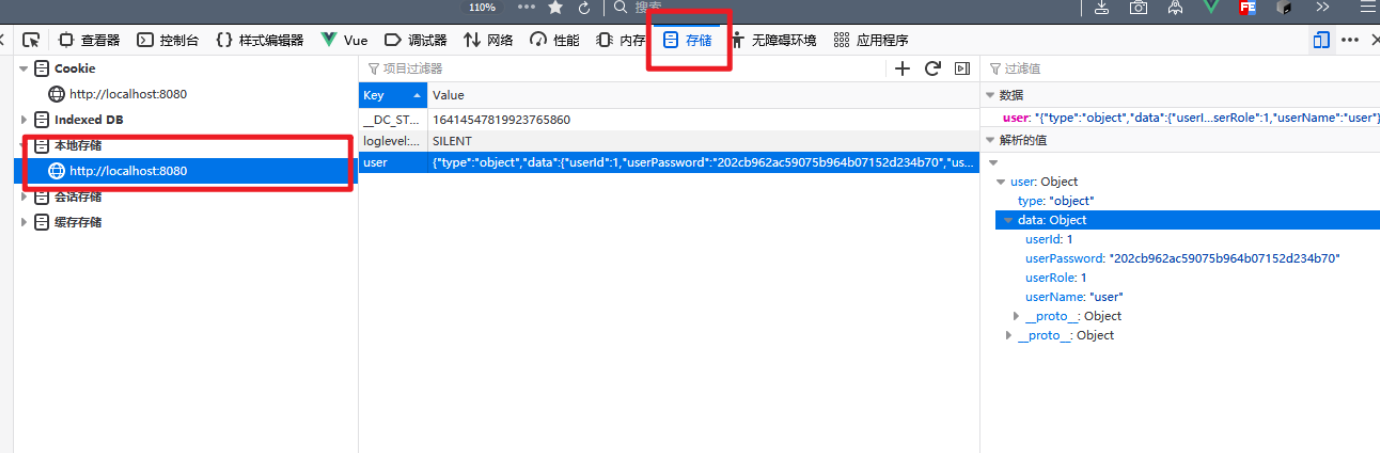 110% 搜索
查看器 控制台 样式编辑器 Vue 调试器 网络 性能 内存 存储 无障碍环境 应用程序
Cookie
http://localhost:8080
Indexed DB
本地存储
http://localhost:8080
会话存储
缓存存储
项目过滤器
Key Value
__DC_ST... 16414547819923765860
loglevel:... SILENT
user {"type":"object","data":{"userId":1,"userPassword":"202cb962ac59075b964b07152d234b70","us...
过滤值
数据
user: "{"type":"object","data":{"userI...serRole":1,"userName":"user"}
解析的值
user: Object
type: "object"
data: Object
userId: 1
userPassword: "202cb962ac59075b964b07152d234b70"
userRole: 1
userName: "user"
__proto__: Object
__proto__: Object